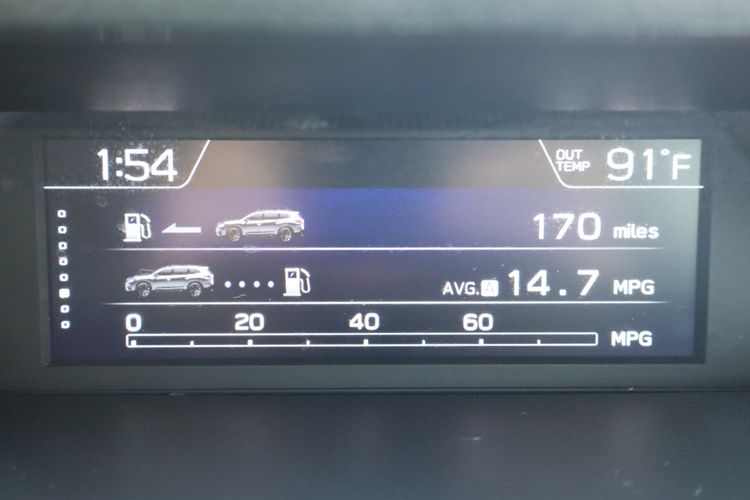 1:54
OUT TEMP 91°F
170 miles
AVG. A 14.7 MPG
0 20 40 60
MPG